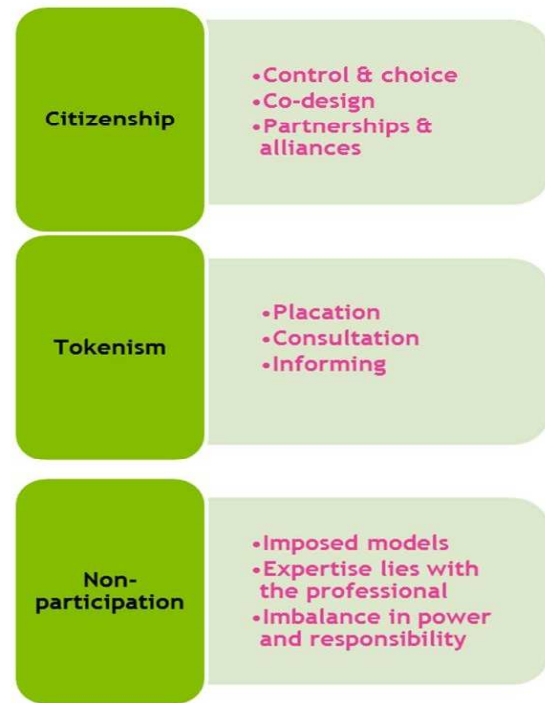 Citizenship
•Control & choice
•Co-design
•Partnerships &
alliances
Tokenism
•Placation
•Consultation
•Informing
Non-
participation
•Imposed models
•Expertise lies with
the professional
•Imbalance in power
and responsibility